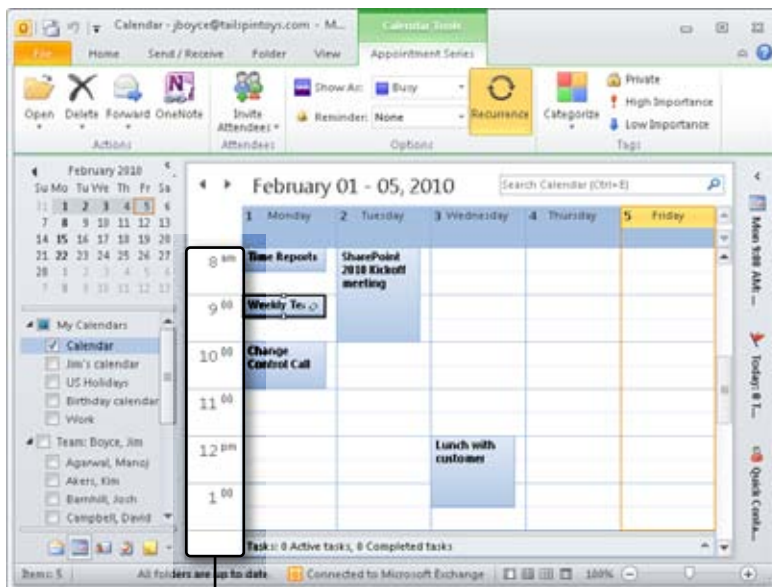 Calendar - jboyce@tailspintoys.com - M...
Calendar Tools
File Home Send / Receive Folder View Appointment Series
Open Delete Forward OneNote
Actions
Invite Attendees
Attendees
Show As: Busy
Reminder: None
Recurrence
Options
Categorize
Private
High Importance
Low Importance
Tags
February 2010
Su Mo Tu We Th Fr Sa
31 1 2 3 4 5 6
7 8 9 10 11 12 13
14 15 16 17 18 19 20
21 22 23 24 25 26 27
28 1 2 3 4 5 6
7 8 9 10 11 12 13
My Calendars
Calendar
Jim's calendar
US Holidays
Birthday calendar
Work
Team: Boyce, Jim
Agarwal, Manoj
Akers, Kim
Barnhill, Josh
Campbell, David
February 01 - 05, 2010
Search Calendar (Ctrl+E)
1 Monday 2 Tuesday 3 Wednesday 4 Thursday 5 Friday
8 am
9 00
10 00
11 00
12 pm
1 00
Time Reports
Weekly Te
Change
Control Call
SharePoint
2010 Kickoff
meeting
Lunch with
customer
Tasks: 0 Active tasks, 0 Completed tasks
Mon 9:00 AM: ...
Today: 0 T...
Quick Conta...
Items: 5
All folders are up to date.
Connected to Microsoft Exchange
100%